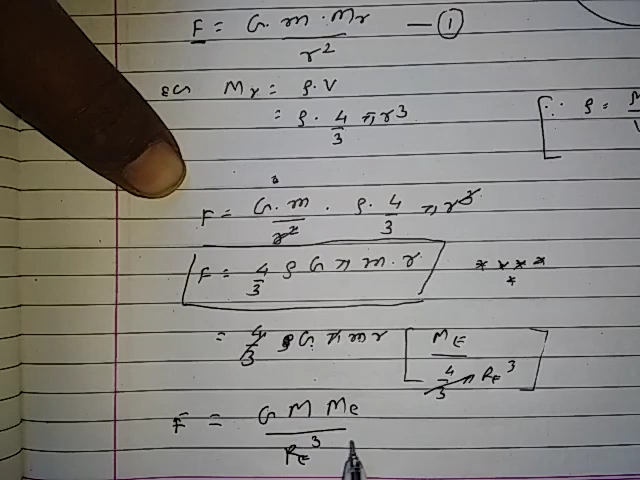 F = G. m. Mr / r² — ①
Mr = ρ.V
= ρ. 4/3 πr³ [∵ ρ = M/V
F = G.m/r² . ρ. 4/3 πr³
F = 4/3 ρ G π m. r * * * * *
= 4/3 ρ G π m r [ME / 4/3 π RE³]
F = G M Me / RE³